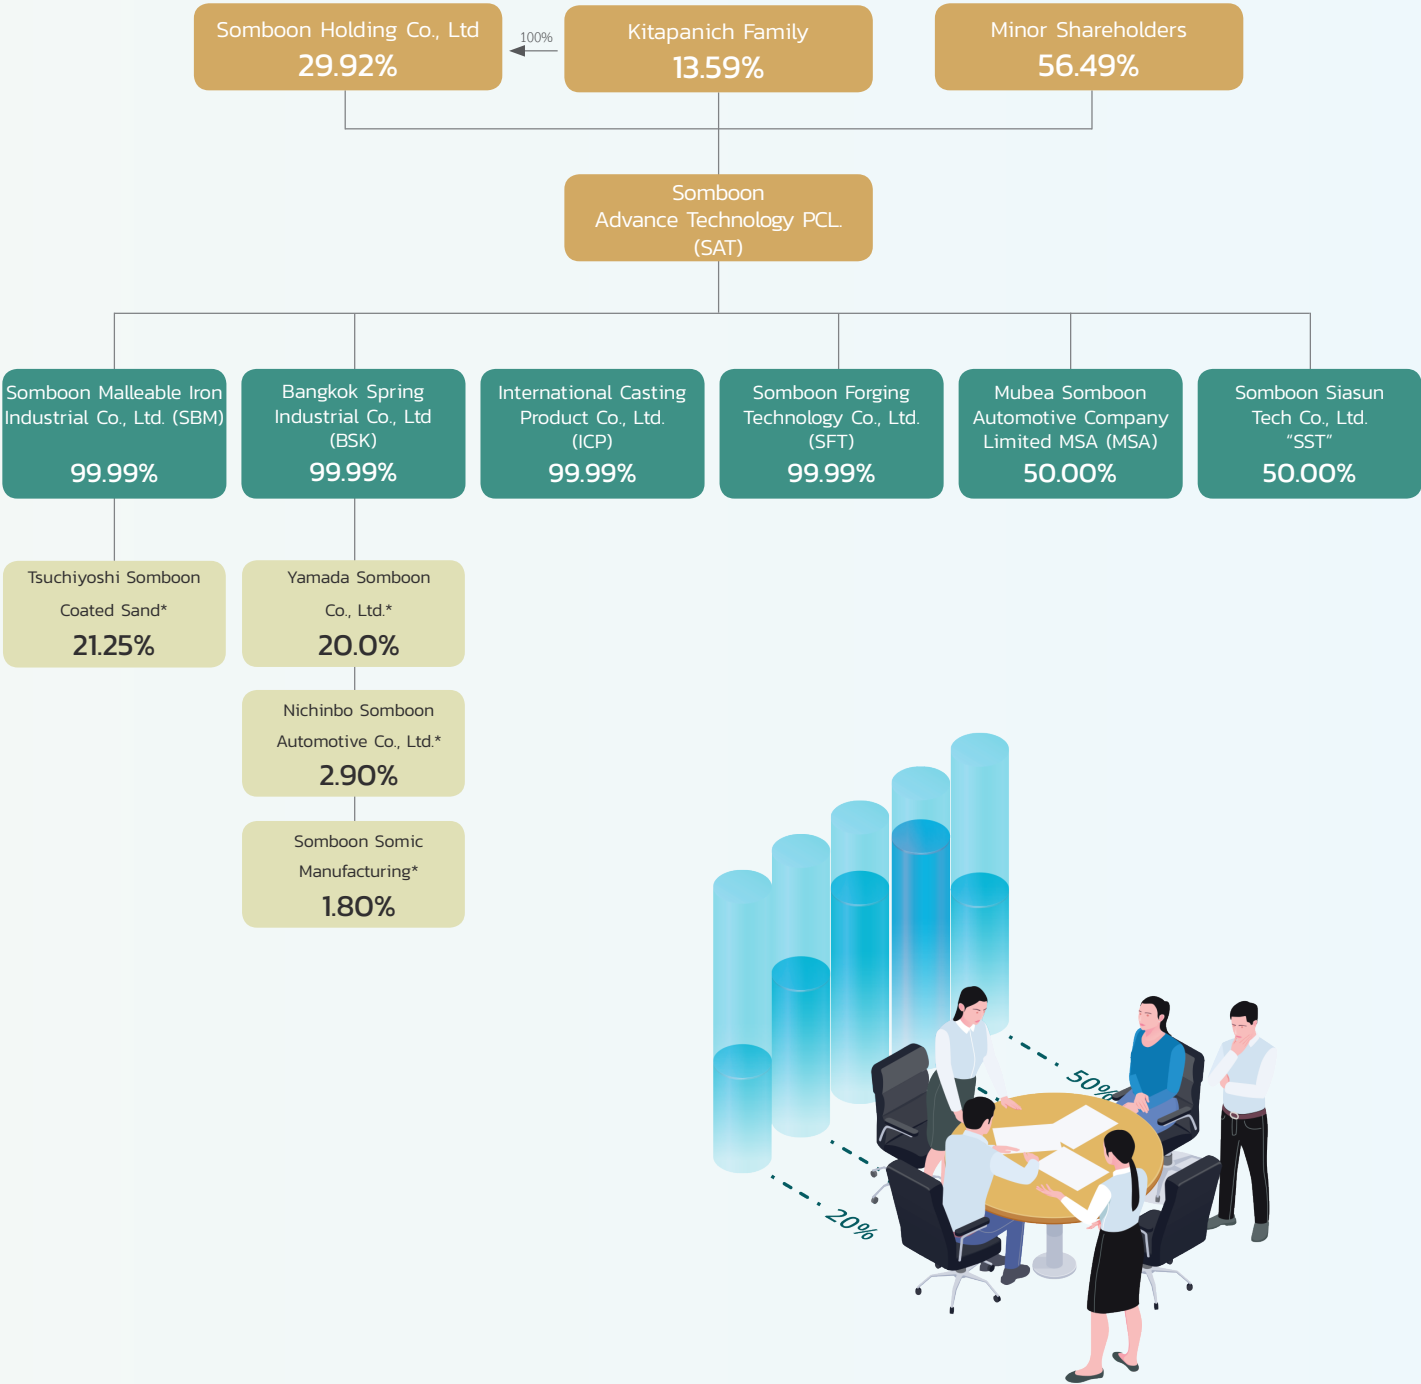 Somboon Holding Co., Ltd
29.92%
100%
Kitapanich Family
13.59%
Minor Shareholders
56.49%
Somboon
Advance Technology PCL.
(SAT)
Somboon Malleable Iron
Industrial Co., Ltd. (SBM)
99.99%
Bangkok Spring
Industrial Co., Ltd
(BSK)
99.99%
International Casting
Product Co., Ltd.
(ICP)
99.99%
Somboon Forging
Technology Co., Ltd.
(SFT)
99.99%
Mubea Somboon
Automotive Company
Limited MSA (MSA)
50.00%
Somboon Siasun
Tech Co., Ltd.
“SST”
50.00%
Tsuchiyoshi Somboon
Coated Sand*
21.25%
Yamada Somboon
Co., Ltd.*
20.0%
Nichinbo Somboon
Automotive Co., Ltd.*
2.90%
Somboon Somic
Manufacturing*
1.80%
50%
20%